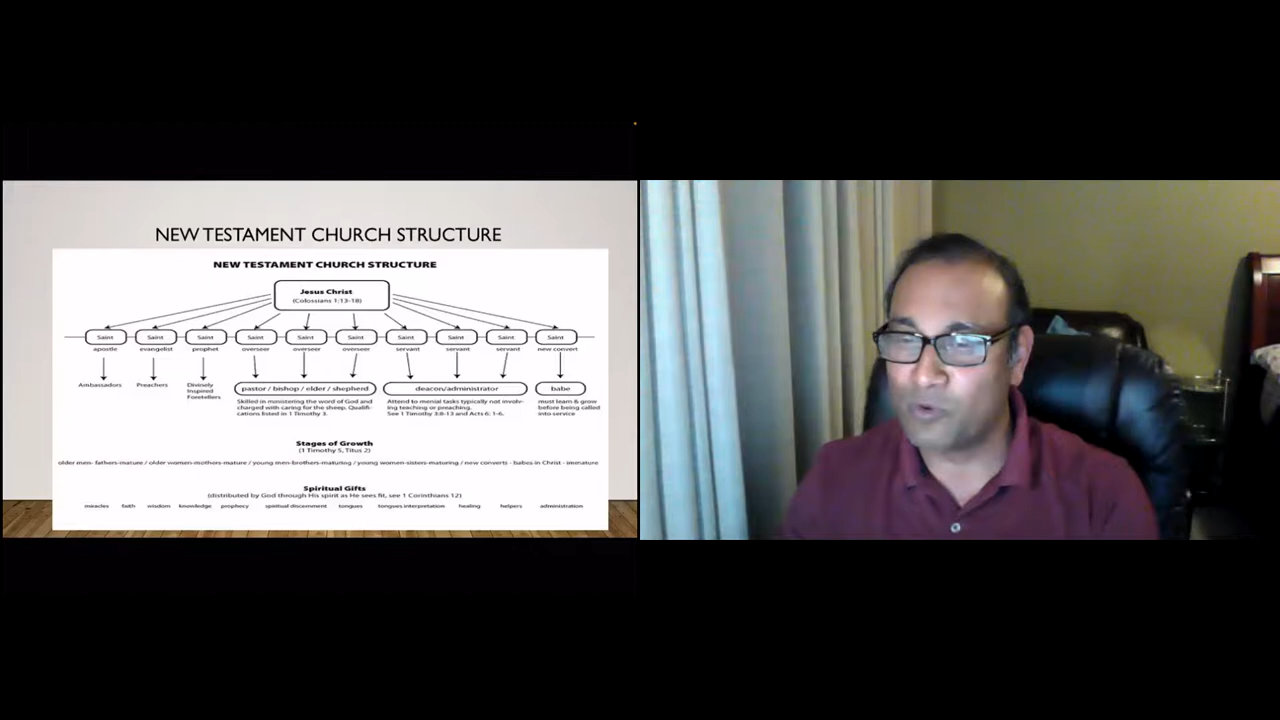 NEW TESTAMENT CHURCH STRUCTURE
NEW TESTAMENT CHURCH STRUCTURE
Jesus Christ
(Colossians 1:13-18)
Saint Saint Saint Saint Saint Saint Saint Saint Saint Saint
apostle evangelist prophet overseer overseer overseer servant servant servant new convert
Ambassadors Preachers Divinely
Inspired
Foretellers
pastor / bishop / elder / shepherd deacon/administrator babe
Skilled in ministering the word of God and
charged with caring for the sheep. Qualifi-
cations listed in 1 Timothy 3.
Attend to menial tasks typically not involv-
ing teaching or preaching.
See 1 Timothy 3:8-13 and Acts 6: 1-6.
must learn & grow
before being called
into service
Stages of Growth
(1 Timothy 5, Titus 2)
older men- fathers-mature / older women-mothers-mature / young men-brothers-maturing / young women-sisters-maturing / new converts - babes in Christ - immature
Spiritual Gifts
(distributed by God through His spirit as He sees fit, see 1 Corinthians 12)
miracles faith wisdom knowledge prophecy spiritual discernment tongues tongues interpretation healing helpers administration